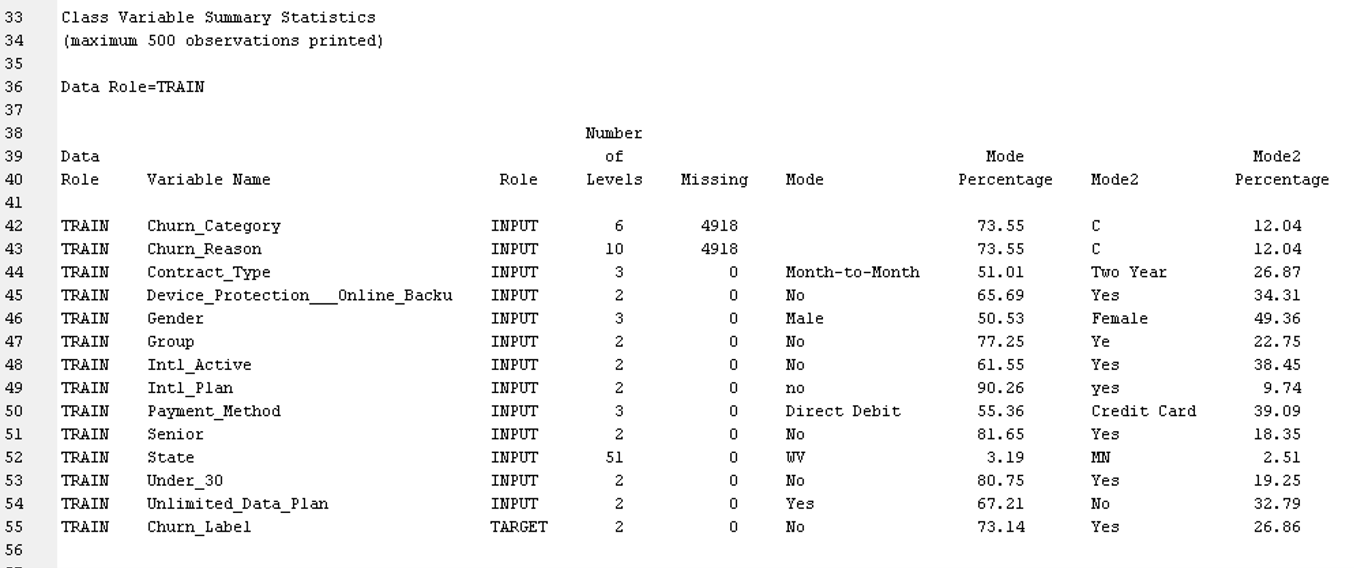 33 Class Variable Summary Statistics
34 (maximum 500 observations printed)
35
36 Data Role=TRAIN
37
38 Number
39 Data of Mode Mode2
40 Role Variable Name Role Levels Missing Mode Percentage Mode2 Percentage
41
42 TRAIN Churn_Category INPUT 6 4918 73.55 C 12.04
43 TRAIN Churn_Reason INPUT 10 4918 73.55 C 12.04
44 TRAIN Contract_Type INPUT 3 0 Month-to-Month 51.01 Two Year 26.87
45 TRAIN Device_Protection___Online_Backu INPUT 2 0 No 65.69 Yes 34.31
46 TRAIN Gender INPUT 3 0 Male 50.53 Female 49.36
47 TRAIN Group INPUT 2 0 No 77.25 Ye 22.75
48 TRAIN Intl_Active INPUT 2 0 No 61.55 Yes 38.45
49 TRAIN Intl_Plan INPUT 2 0 no 90.26 yes 9.74
50 TRAIN Payment_Method INPUT 3 0 Direct Debit 55.36 Credit Card 39.09
51 TRAIN Senior INPUT 2 0 No 81.65 Yes 18.35
52 TRAIN State INPUT 51 0 WV 3.19 MN 2.51
53 TRAIN Under_30 INPUT 2 0 No 80.75 Yes 19.25
54 TRAIN Unlimited_Data_Plan INPUT 2 0 Yes 67.21 No 32.79
55 TRAIN Churn_Label TARGET 2 0 No 73.14 Yes 26.86
56